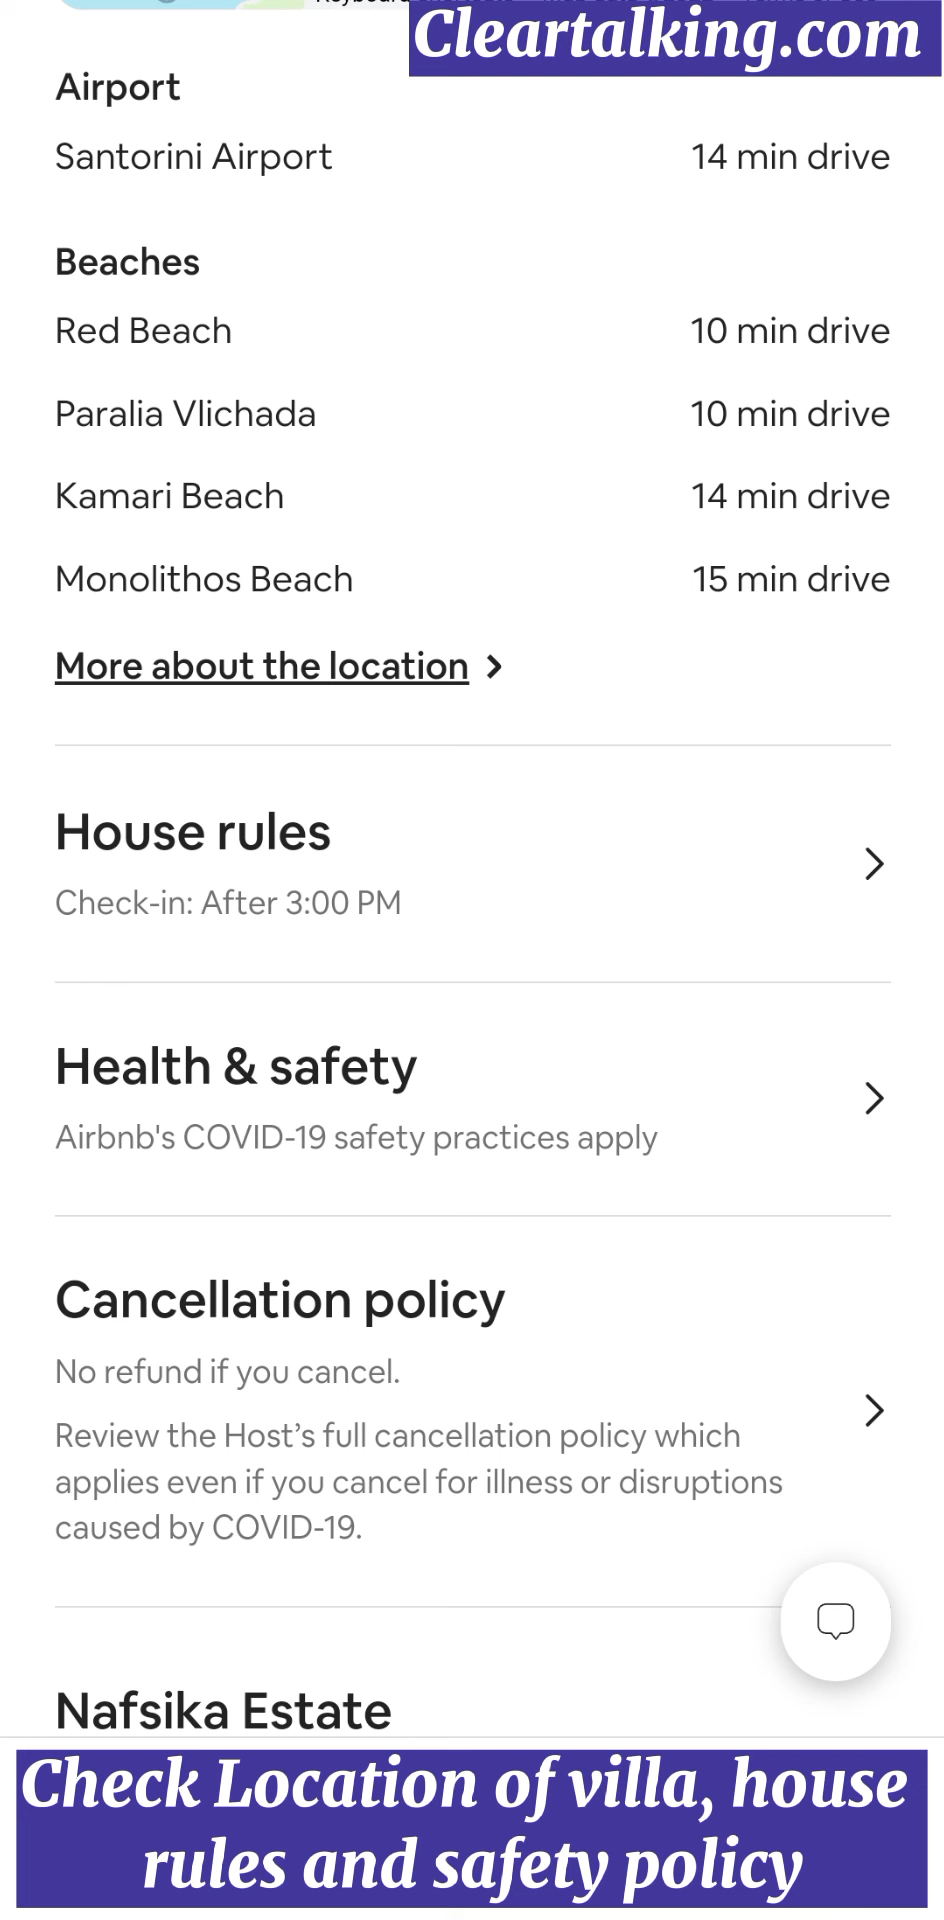 Cleartalking.com
Airport
Santorini Airport 14 min drive
Beaches
Red Beach 10 min drive
Paralia Vlichada 10 min drive
Kamari Beach 14 min drive
Monolithos Beach 15 min drive
More about the location
House rules
Check-in: After 3:00 PM
Health & safety
Airbnb's COVID-19 safety practices apply
Cancellation policy
No refund if you cancel.
Review the Host’s full cancellation policy which
applies even if you cancel for illness or disruptions
caused by COVID-19.
Nafsika Estate
Check Location of villa, house
rules and safety policy